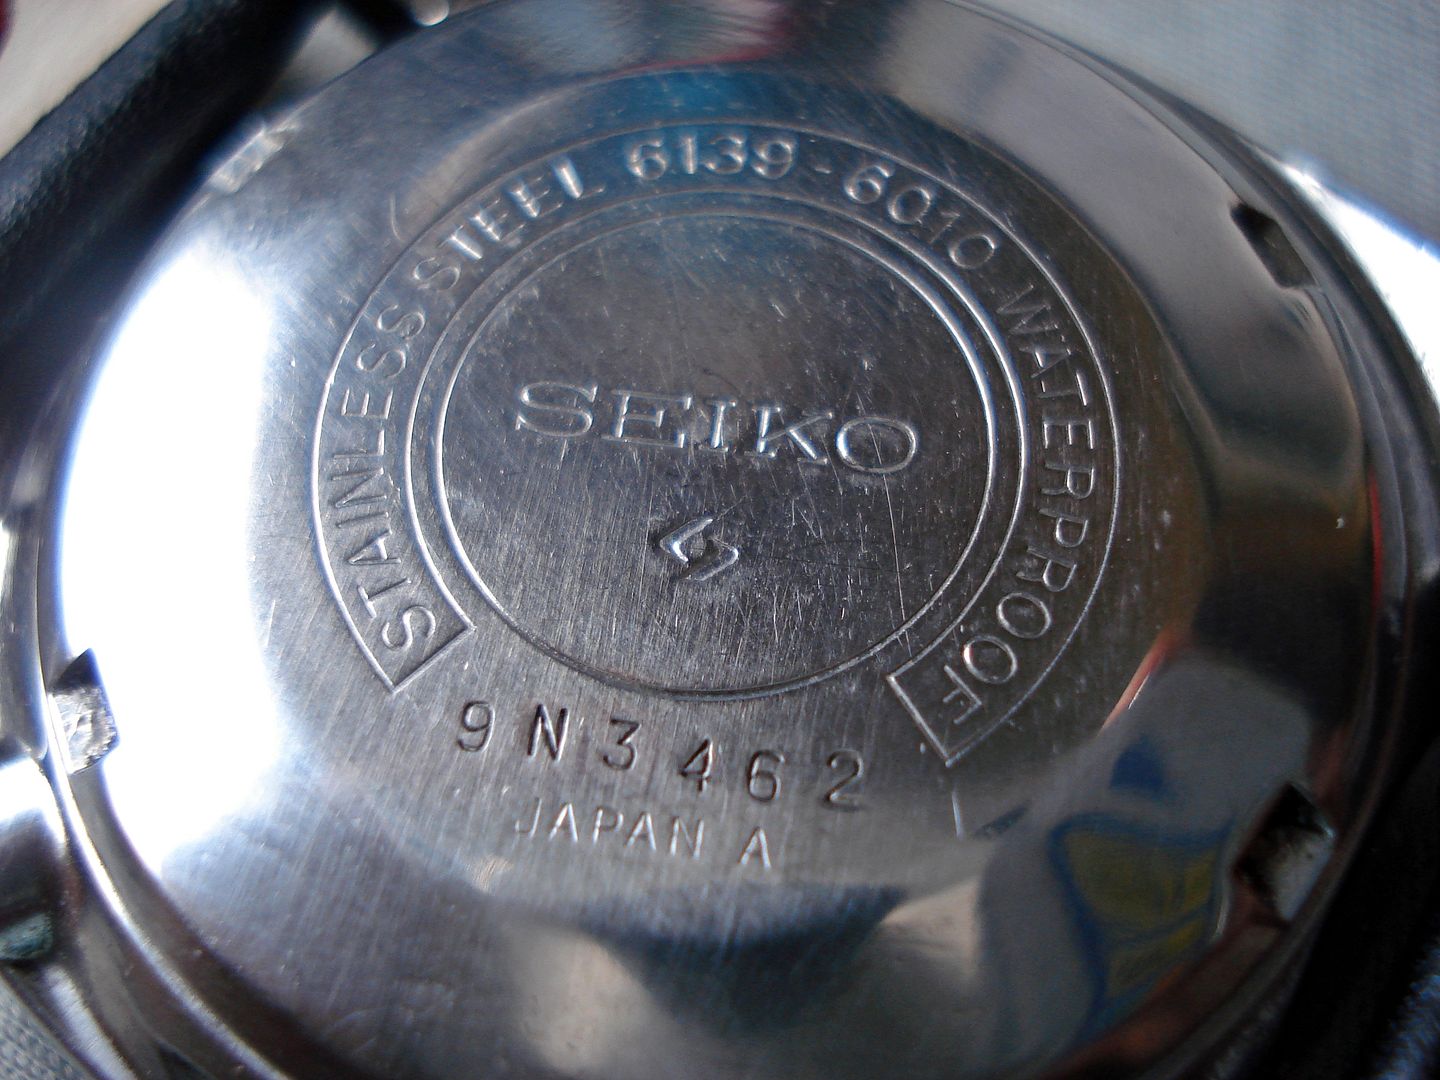 STAINLESS STEEL 6139-6010 WATERPROOF
SEIKO
9N3462
JAPAN A